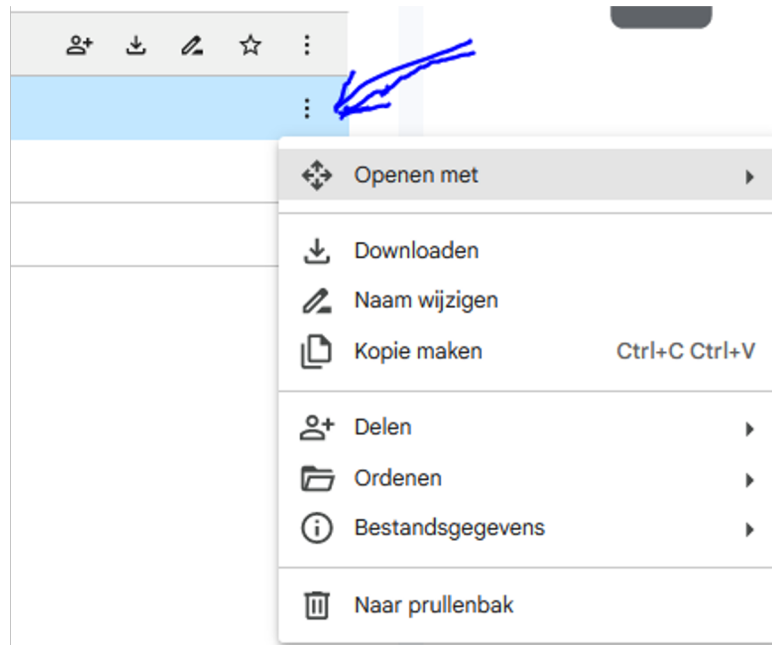 Openen met
Downloaden
Naam wijzigen
Kopie maken Ctrl+C Ctrl+V
Delen
Ordenen
Bestandsgegevens
Naar prullenbak